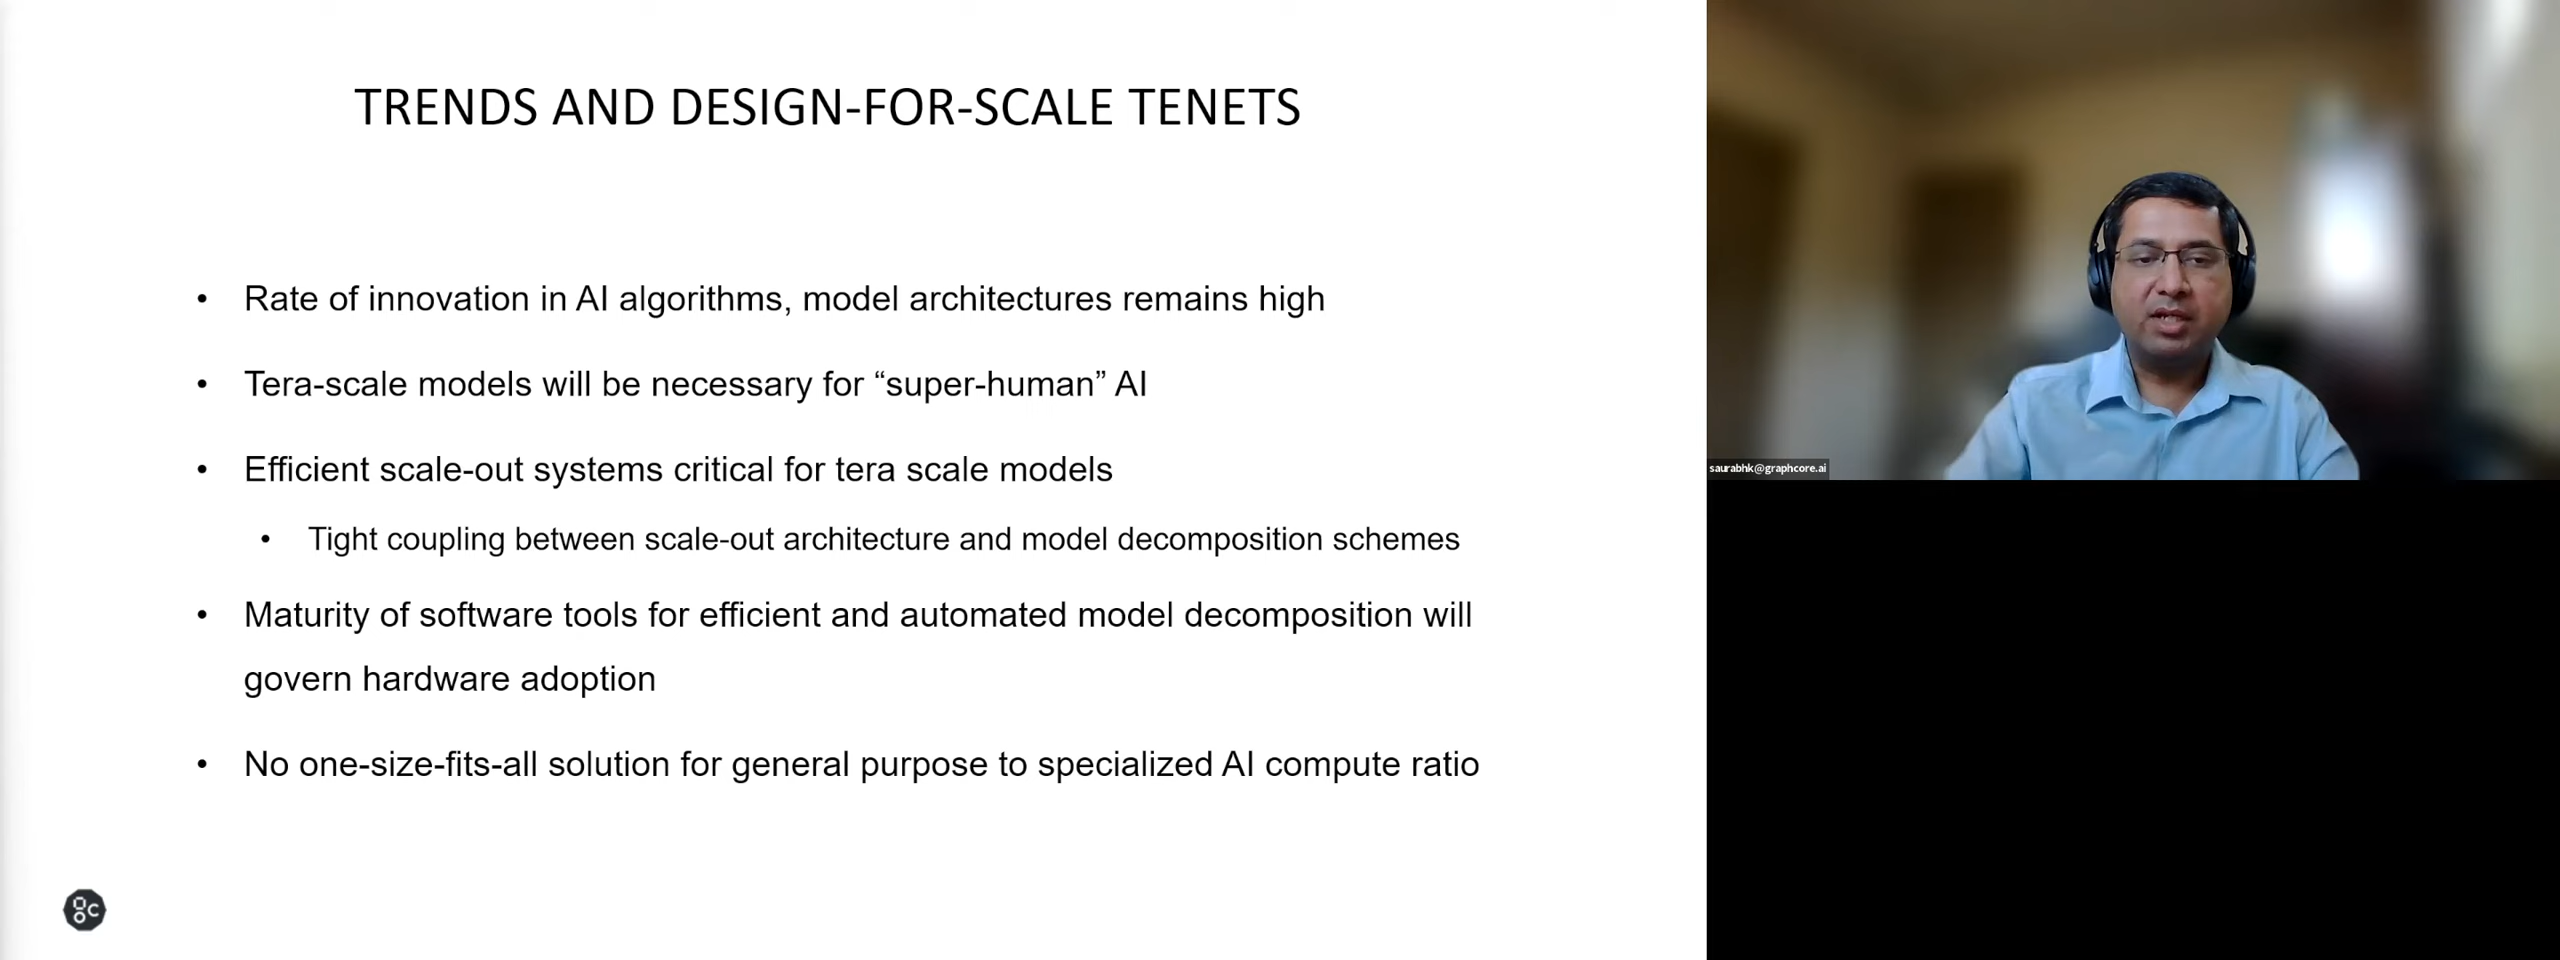 TRENDS AND DESIGN-FOR-SCALE TENETS
• Rate of innovation in AI algorithms, model architectures remains high
• Tera-scale models will be necessary for “super-human” AI
• Efficient scale-out systems critical for tera scale models
• Tight coupling between scale-out architecture and model decomposition schemes
• Maturity of software tools for efficient and automated model decomposition will
govern hardware adoption
• No one-size-fits-all solution for general purpose to specialized AI compute ratio
gc
saurabhk@graphcore.ai